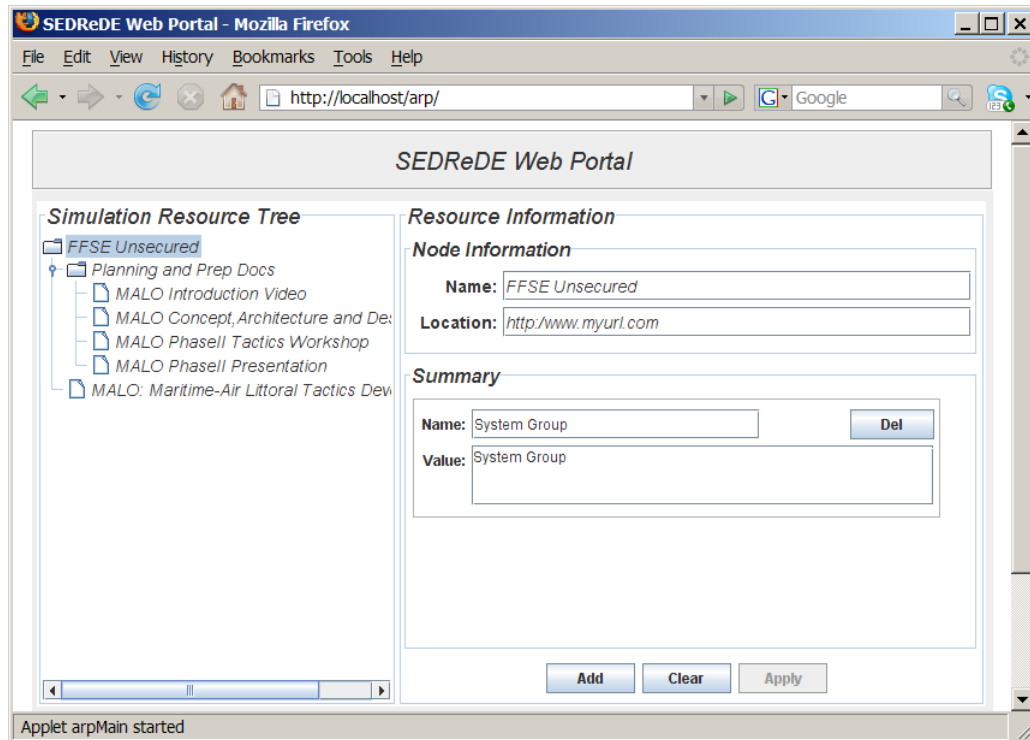 SEDReDE Web Portal - Mozilla Firefox
File Edit View History Bookmarks Tools Help
http://localhost/arp/
G Google
123
SEDReDE Web Portal
Simulation Resource Tree
FFSE Unsecured
Planning and Prep Docs
MALO Introduction Video
MALO Concept,Architecture and Des
MALO PhaseII Tactics Workshop
MALO PhaseII Presentation
MALO: Maritime-Air Littoral Tactics Dev
Resource Information
Node Information
Name: FFSE Unsecured
Location: http:/www.myurl.com
Summary
Name: System Group Del
Value: System Group
Add Clear Apply
Applet arpMain started